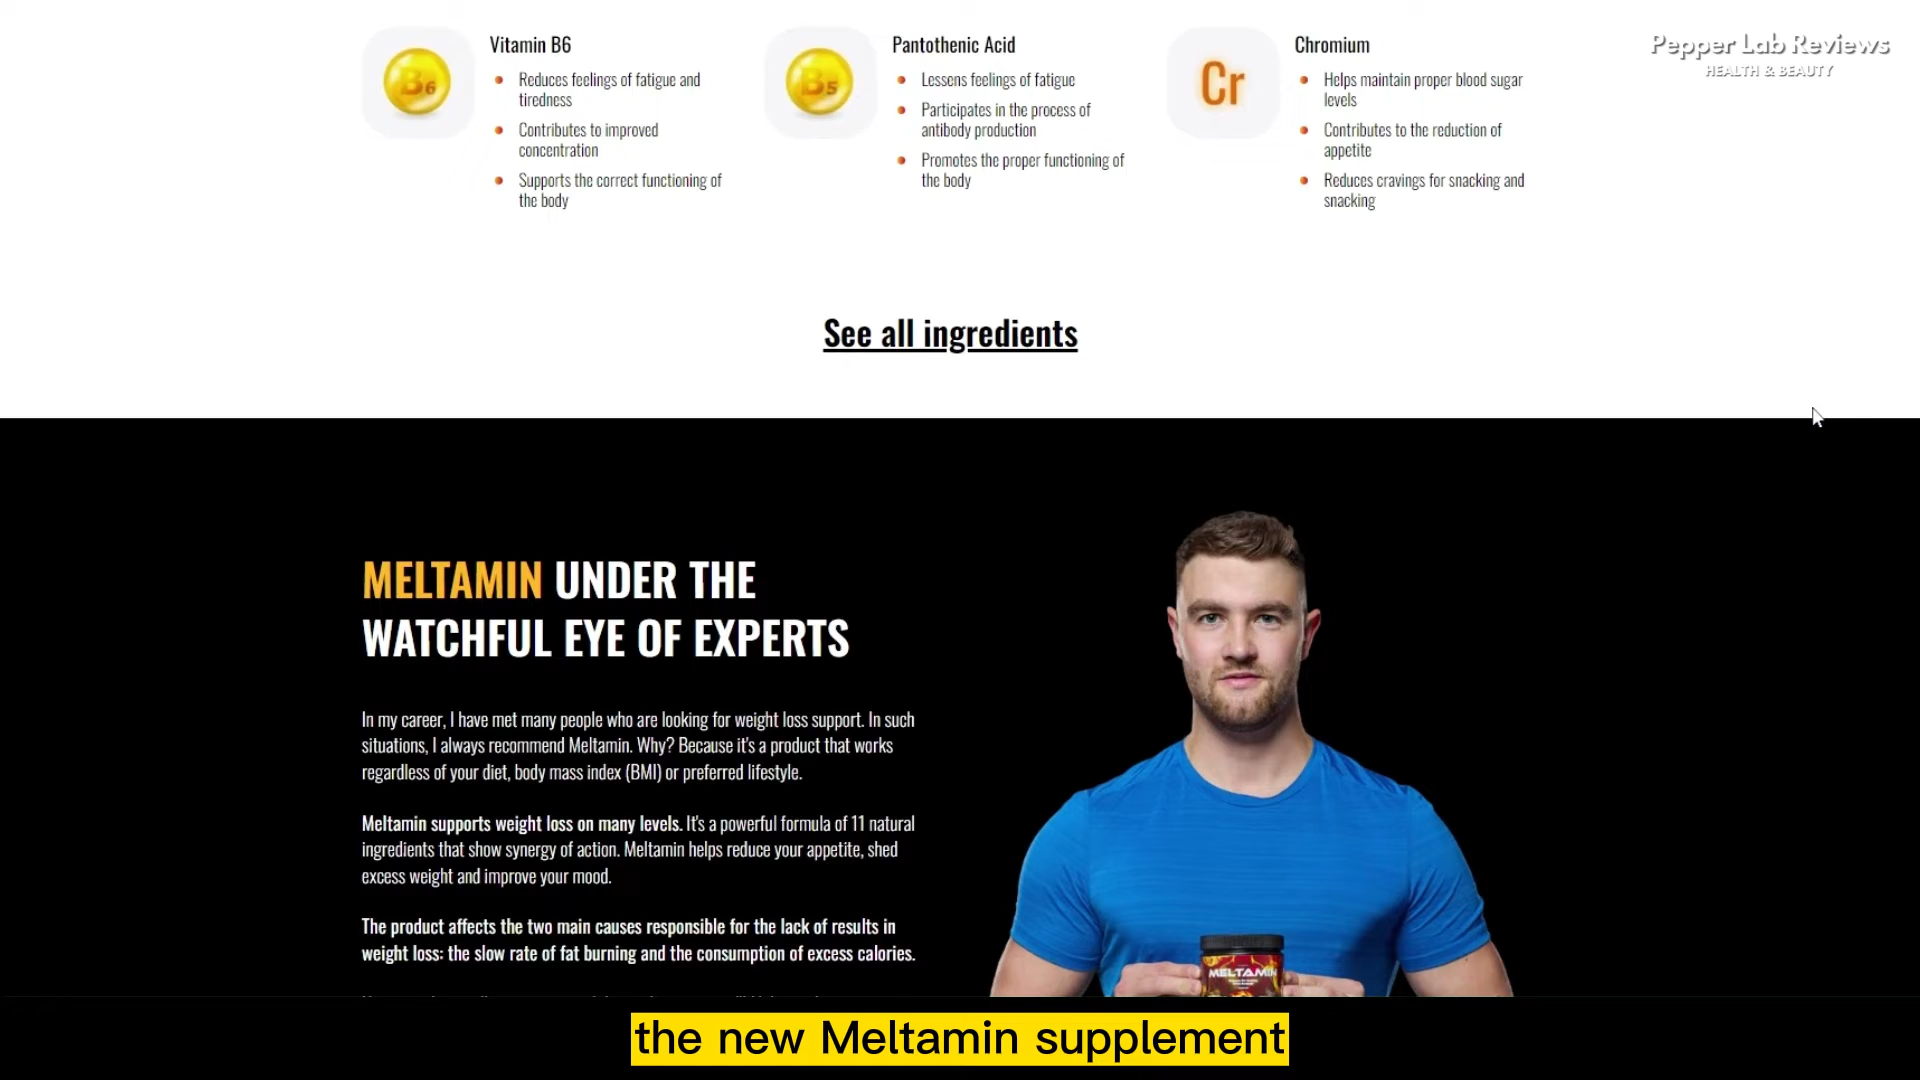 Pepper Lab Reviews
HEALTH & BEAUTY
B6
Vitamin B6
Reduces feelings of fatigue and
tiredness
Contributes to improved
concentration
Supports the correct functioning of
the body
B5
Pantothenic Acid
Lessens feelings of fatigue
Participates in the process of
antibody production
Promotes the proper functioning of
the body
Cr
Chromium
Helps maintain proper blood sugar
levels
Contributes to the reduction of
appetite
Reduces cravings for snacking and
snacking
See all ingredients
MELTAMIN UNDER THE
WATCHFUL EYE OF EXPERTS
In my career, I have met many people who are looking for weight loss support. In such
situations, I always recommend Meltamin. Why? Because it's a product that works
regardless of your diet, body mass index (BMI) or preferred lifestyle.
Meltamin supports weight loss on many levels. It's a powerful formula of 11 natural
ingredients that show synergy of action. Meltamin helps reduce your appetite, shed
excess weight and improve your mood.
The product affects the two main causes responsible for the lack of results in
weight loss: the slow rate of fat burning and the consumption of excess calories.
MELTAMIN
the new Meltamin supplement